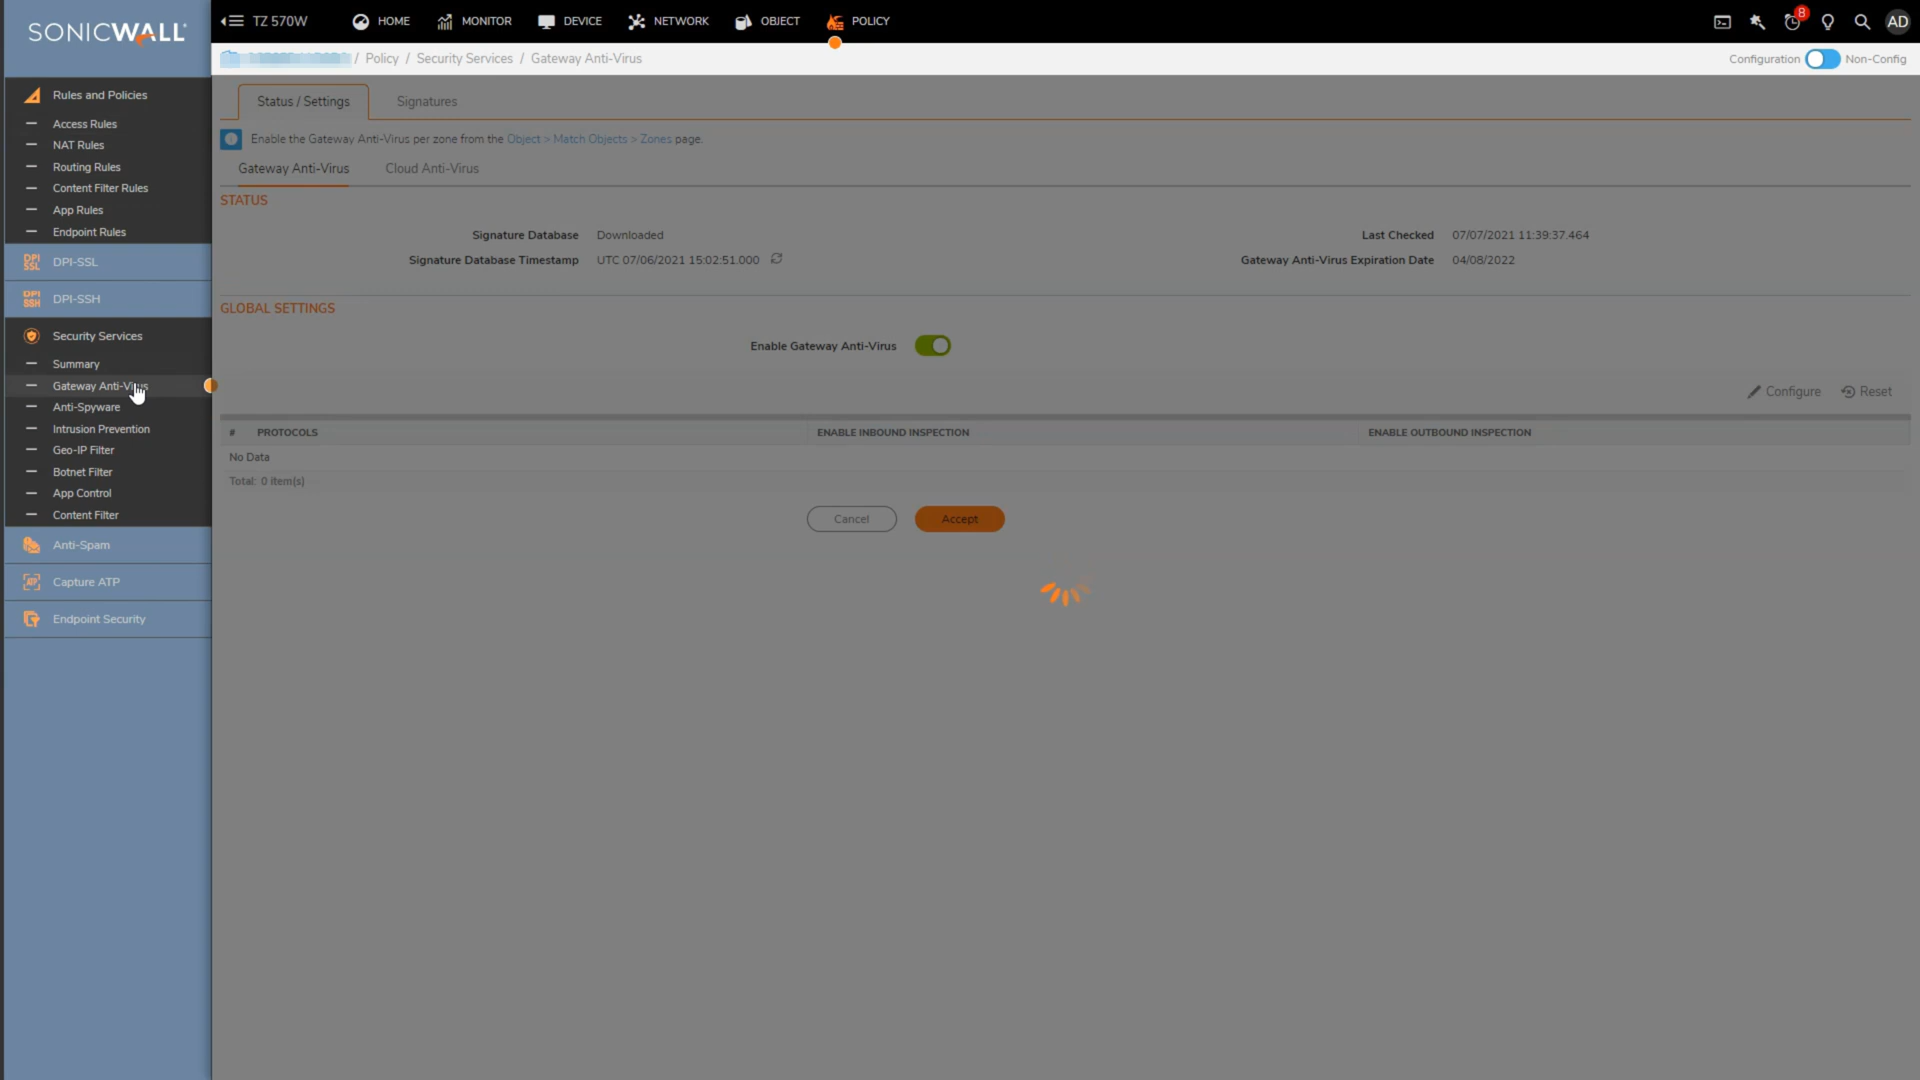 SONICWALL
TZ 570W
HOME
MONITOR
DEVICE
NETWORK
OBJECT
POLICY
8
AD
/ Policy / Security Services / Gateway Anti-Virus
Configuration
Non-Config
Rules and Policies
Access Rules
NAT Rules
Routing Rules
Content Filter Rules
App Rules
Endpoint Rules
DPI SSL
DPI-SSL
DPI SSH
DPI-SSH
Security Services
Summary
Gateway Anti-Virus
Anti-Spyware
Intrusion Prevention
Geo-IP Filter
Botnet Filter
App Control
Content Filter
Anti-Spam
ATP
Capture ATP
Endpoint Security
Status / Settings
Signatures
Enable the Gateway Anti-Virus per zone from the Object > Match Objects > Zones page.
Gateway Anti-Virus
Cloud Anti-Virus
STATUS
Signature Database Downloaded
Last Checked 07/07/2021 11:39:37.464
Signature Database Timestamp UTC 07/06/2021 15:02:51.000
Gateway Anti-Virus Expiration Date 04/08/2022
GLOBAL SETTINGS
Enable Gateway Anti-Virus
Configure
Reset
# PROTOCOLS ENABLE INBOUND INSPECTION ENABLE OUTBOUND INSPECTION
No Data
Total: 0 item(s)
Cancel
Accept